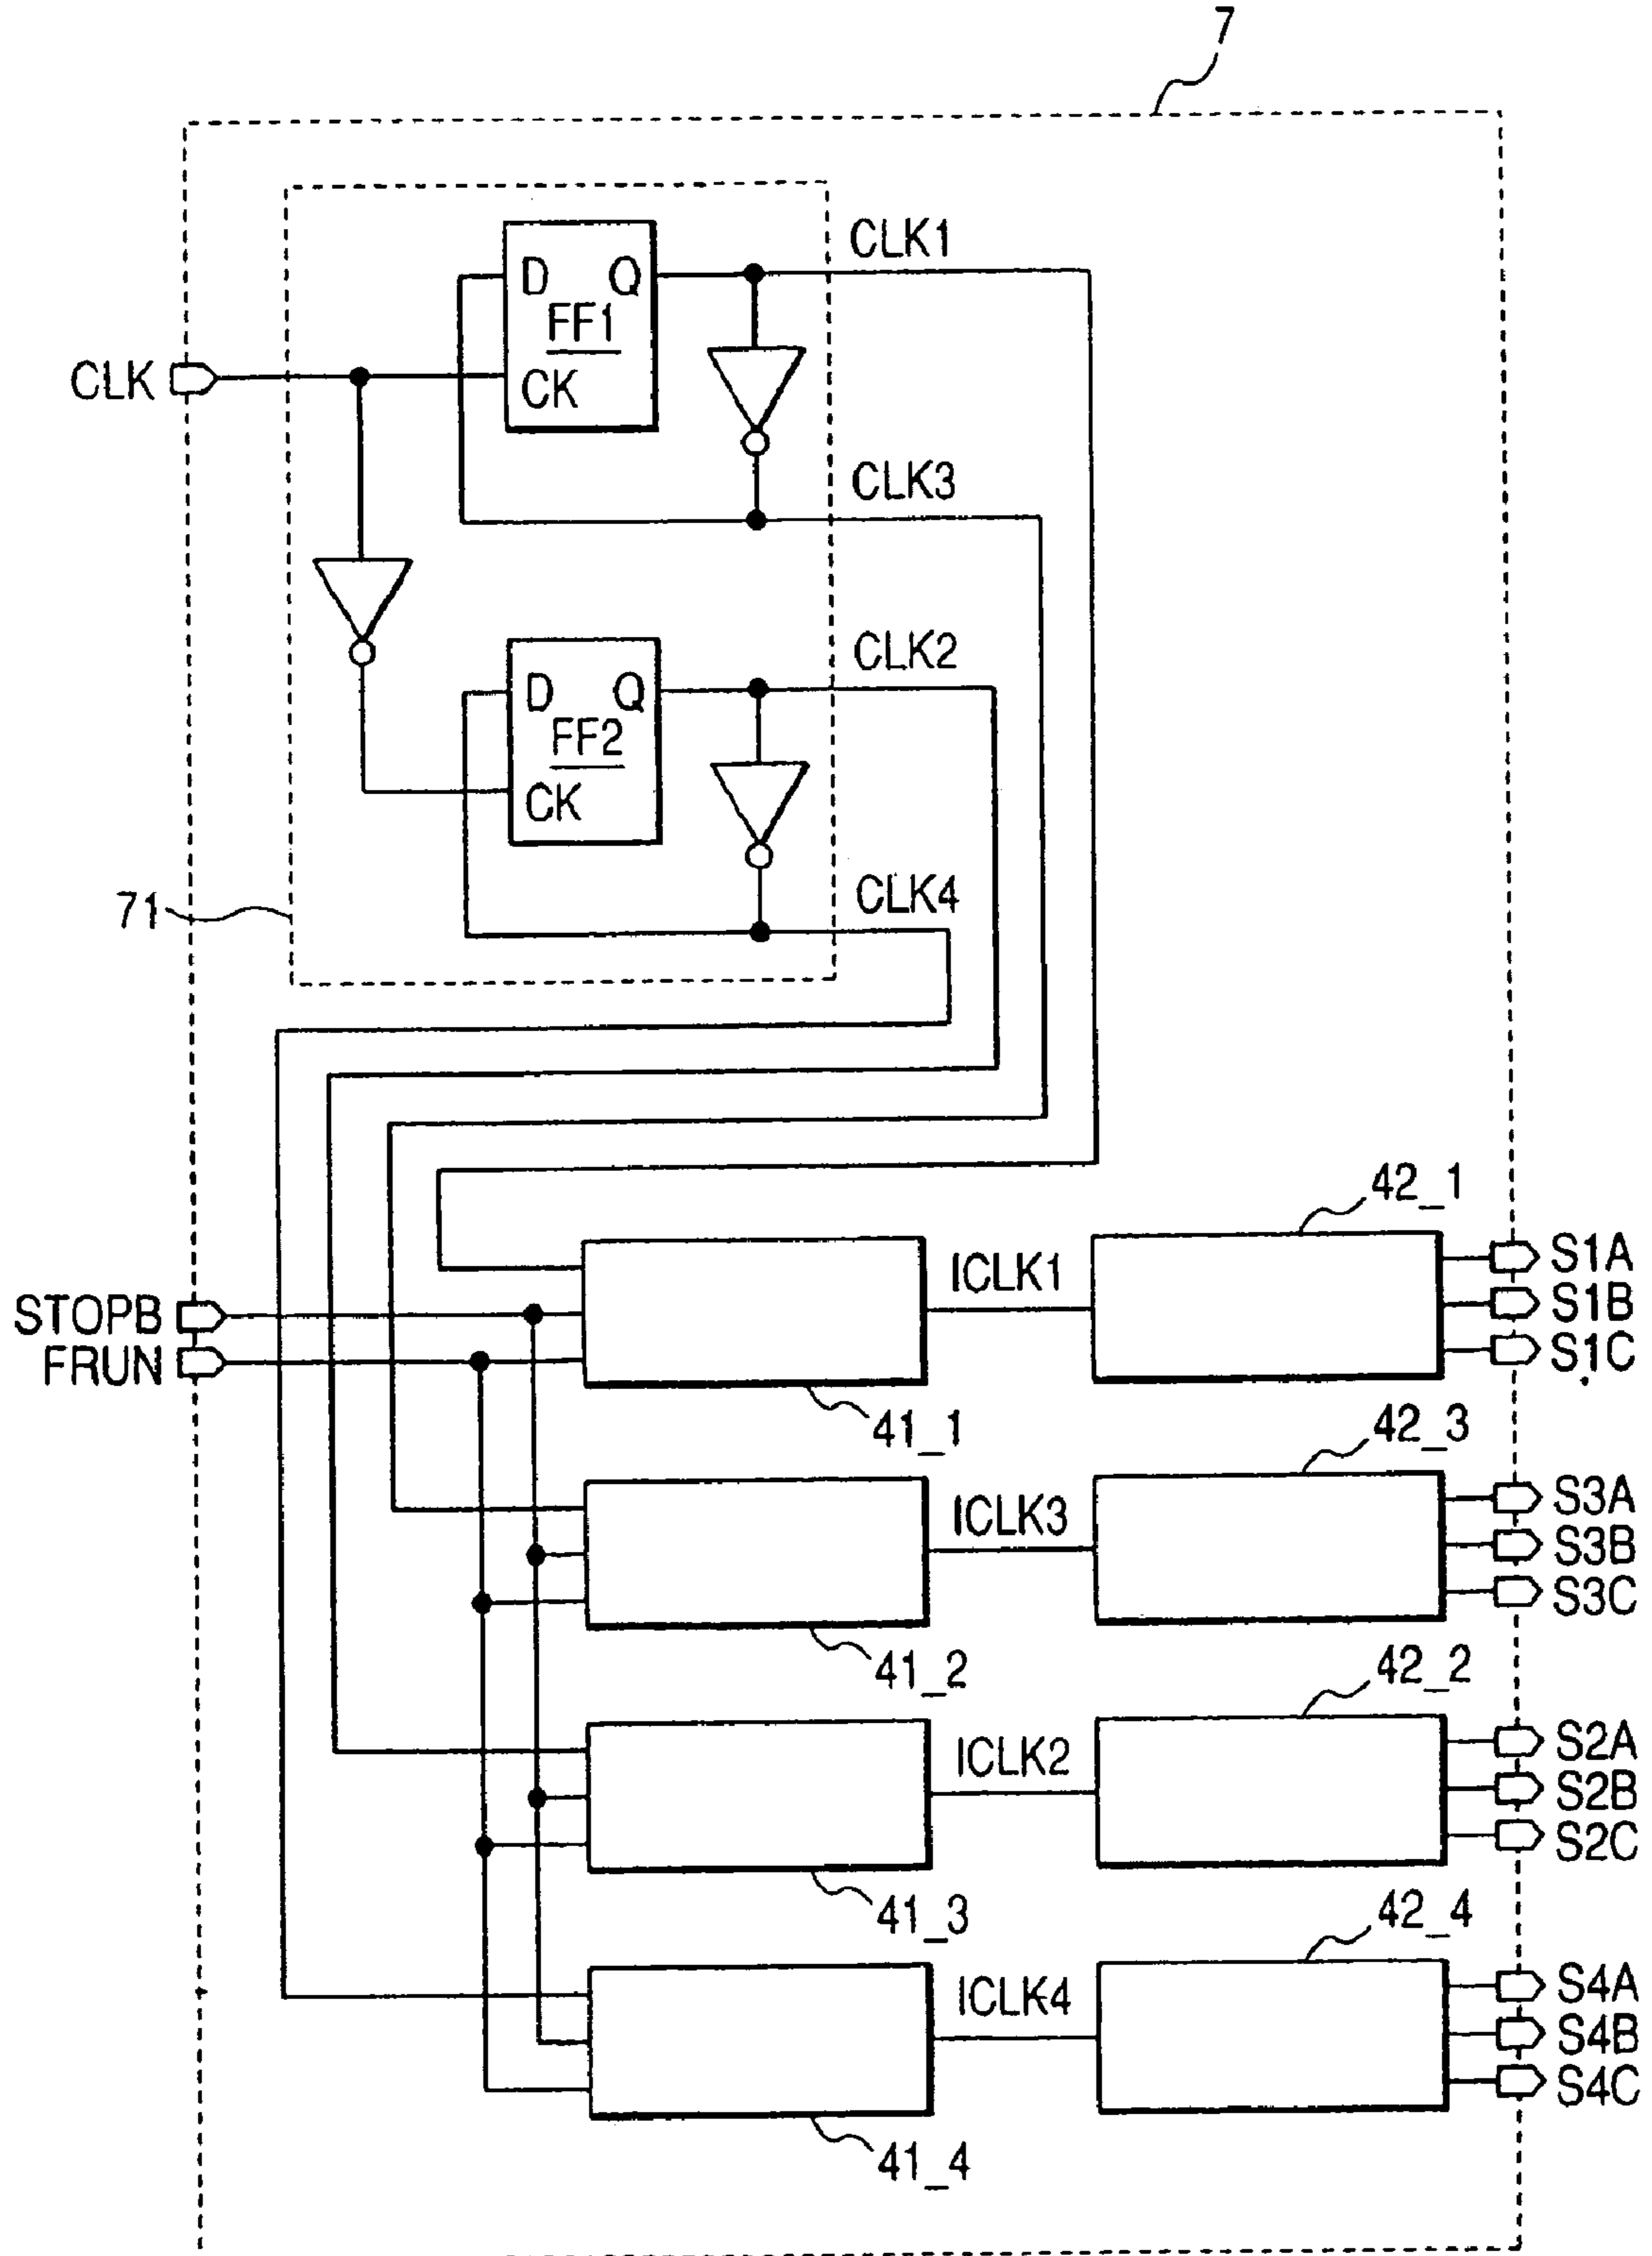 7
CLK1
D Q
FF1
CLK
CK
CLK3
CLK2
D Q
FF2
CK
CLK4
71
42_1
S1A
ICLK1
STOPB
S1B
FRUN
S1C
41_1
42_3
S3A
ICLK3
S3B
S3C
41_2
42_2
S2A
ICLK2
S2B
S2C
41_3
42_4
S4A
ICLK4
S4B
S4C
41_4